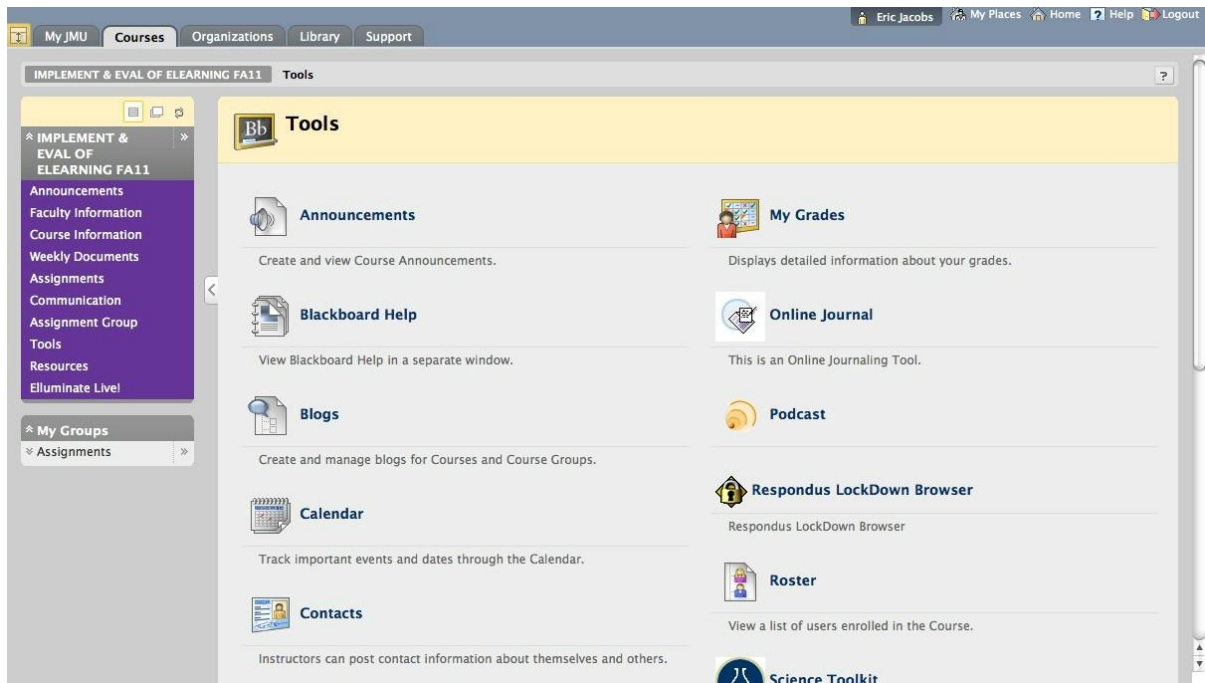 Eric Jacobs My Places Home ? Help Logout
My JMU Courses Organizations Library Support
IMPLEMENT & EVAL OF ELEARNING FA11 Tools ?
IMPLEMENT &
EVAL OF
ELEARNING FA11
Announcements
Faculty Information
Course Information
Weekly Documents
Assignments
Communication
Assignment Group
Tools
Resources
Elluminate Live!
My Groups
Assignments
Bb Tools
Announcements
Create and view Course Announcements.
Blackboard Help
View Blackboard Help in a separate window.
Blogs
Create and manage blogs for Courses and Course Groups.
Calendar
Track important events and dates through the Calendar.
Contacts
Instructors can post contact information about themselves and others.
My Grades
Displays detailed information about your grades.
Online Journal
This is an Online Journaling Tool.
Podcast
Respondus LockDown Browser
Respondus LockDown Browser
Roster
View a list of users enrolled in the Course.
Science Toolkit